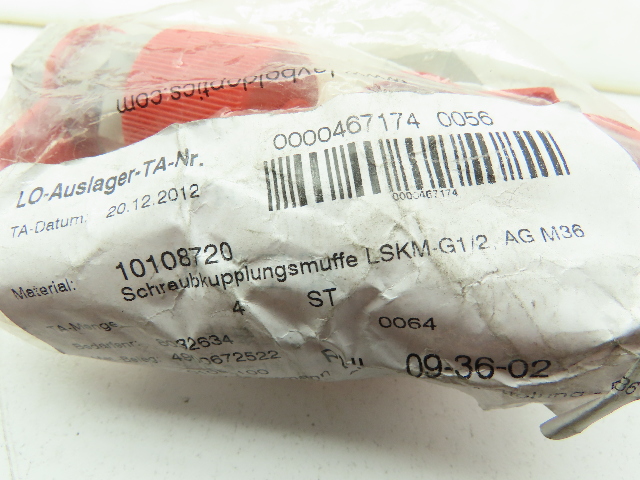 LO-Auslager-TA-Nr. 0000467174 0056
0000467174
TA-Datum: 20.12.2012
Material: 10108720
Schraubkupplungsmuffe LSKM-G1/2, AG M36
4 ST
0064
09-36-02